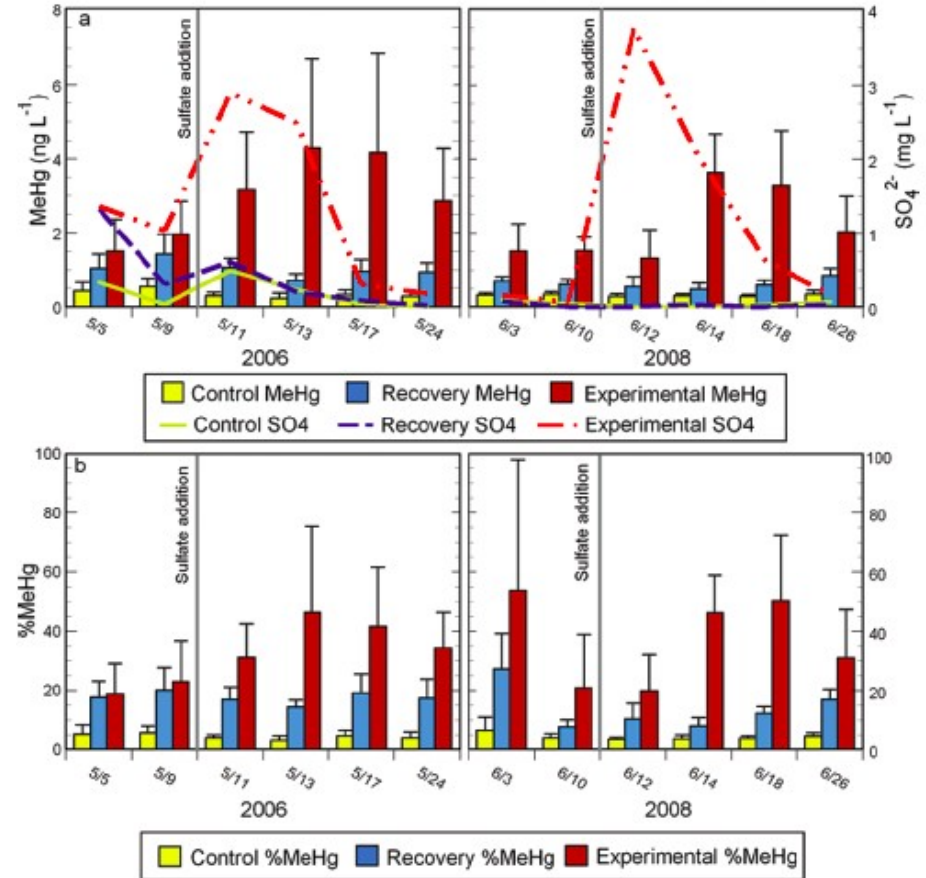 a
8
6
4
2
0
MeHg (ng L⁻¹)
Sulfate addition
Sulfate addition
4
3
2
1
0
SO₄²⁻ (mg L⁻¹)
5/5 5/9 5/11 5/13 5/17 5/24 6/3 6/10 6/12 6/14 6/18 6/26
2006 2008
Control MeHg Recovery MeHg Experimental MeHg
Control SO4 Recovery SO4 Experimental SO4
b
100
80
60
40
20
0
%MeHg
Sulfate addition
Sulfate addition
100
80
60
40
20
0
5/5 5/9 5/11 5/13 5/17 5/24 6/3 6/10 6/12 6/14 6/18 6/26
2006 2008
Control %MeHg Recovery %MeHg Experimental %MeHg